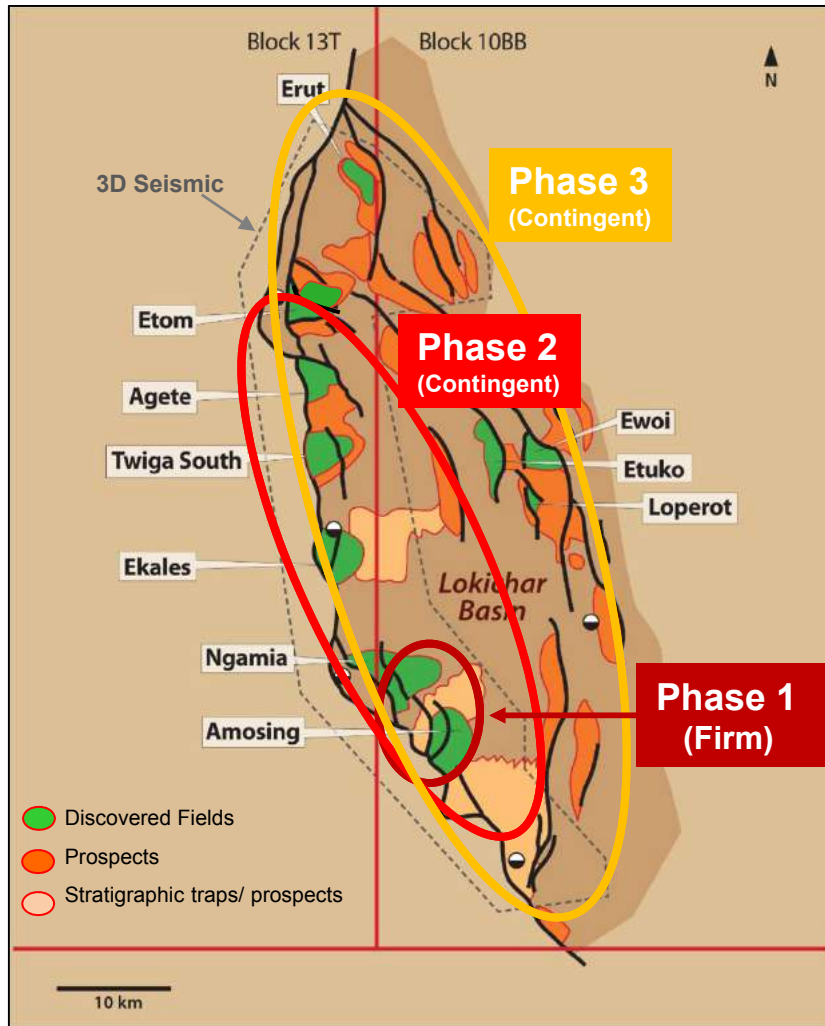 Block 13T
Block 10BB
N
Erut
3D Seismic
Phase 3
(Contingent)
Etom
Phase 2
(Contingent)
Agete
Ewoi
Twiga South
Etuko
Loperot
Ekales
Lokichar
Basin
Ngamia
Phase 1
(Firm)
Amosing
Discovered Fields
Prospects
Stratigraphic traps/ prospects
10 km